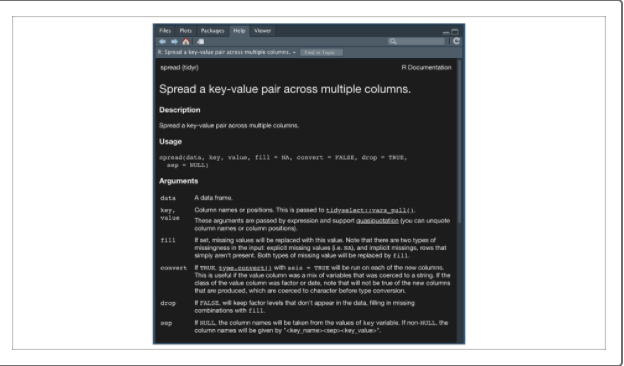 Files Plots Packages Help Viewer
R: Spread a key-value pair across multiple columns. Find in Topic
spread {tidyr} R Documentation
Spread a key-value pair across multiple columns.
Description
Spread a key-value pair across multiple columns.
Usage
spread(data, key, value, fill = NA, convert = FALSE, drop = TRUE,
sep = NULL)
Arguments
data A data frame.
key, Column names or positions. This is passed to tidyselect::vars_pull().
value These arguments are passed by expression and support quasiquotation (you can unquote
column names or column positions).
fill If set, missing values will be replaced with this value. Note that there are two types of
missingness in the input: explicit missing values (i.e. NA), and implicit missings, rows that
simply aren't present. Both types of missing value will be replaced by fill.
convert If TRUE, type.convert() with asis = TRUE will be run on each of the new columns.
This is useful if the value column was a mix of variables that was coerced to a string. If the
class of the value column was factor or date, note that will not be true of the new columns
that are produced, which are coerced to character before type conversion.
drop If FALSE, will keep factor levels that don't appear in the data, filling in missing
combinations with fill.
sep If NULL, the column names will be taken from the values of key variable. If non-NULL, the
column names will be given by "<key_name><sep><key_value>".